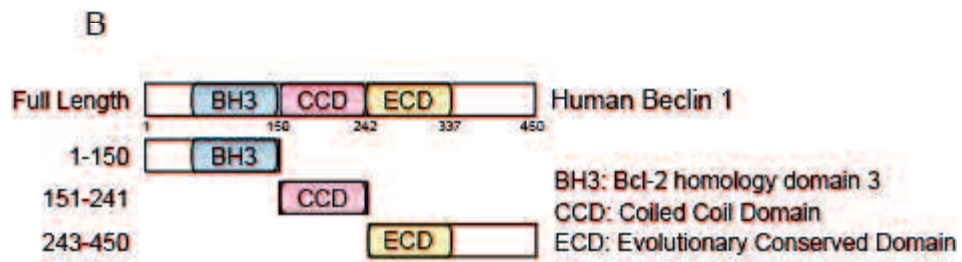 B
Full Length BH3 CCD ECD Human Beclin 1
1 150 242 337 450
1-150 BH3
151-241 CCD
243-450 ECD
BH3: Bcl-2 homology domain 3
CCD: Coiled Coil Domain
ECD: Evolutionary Conserved Domain